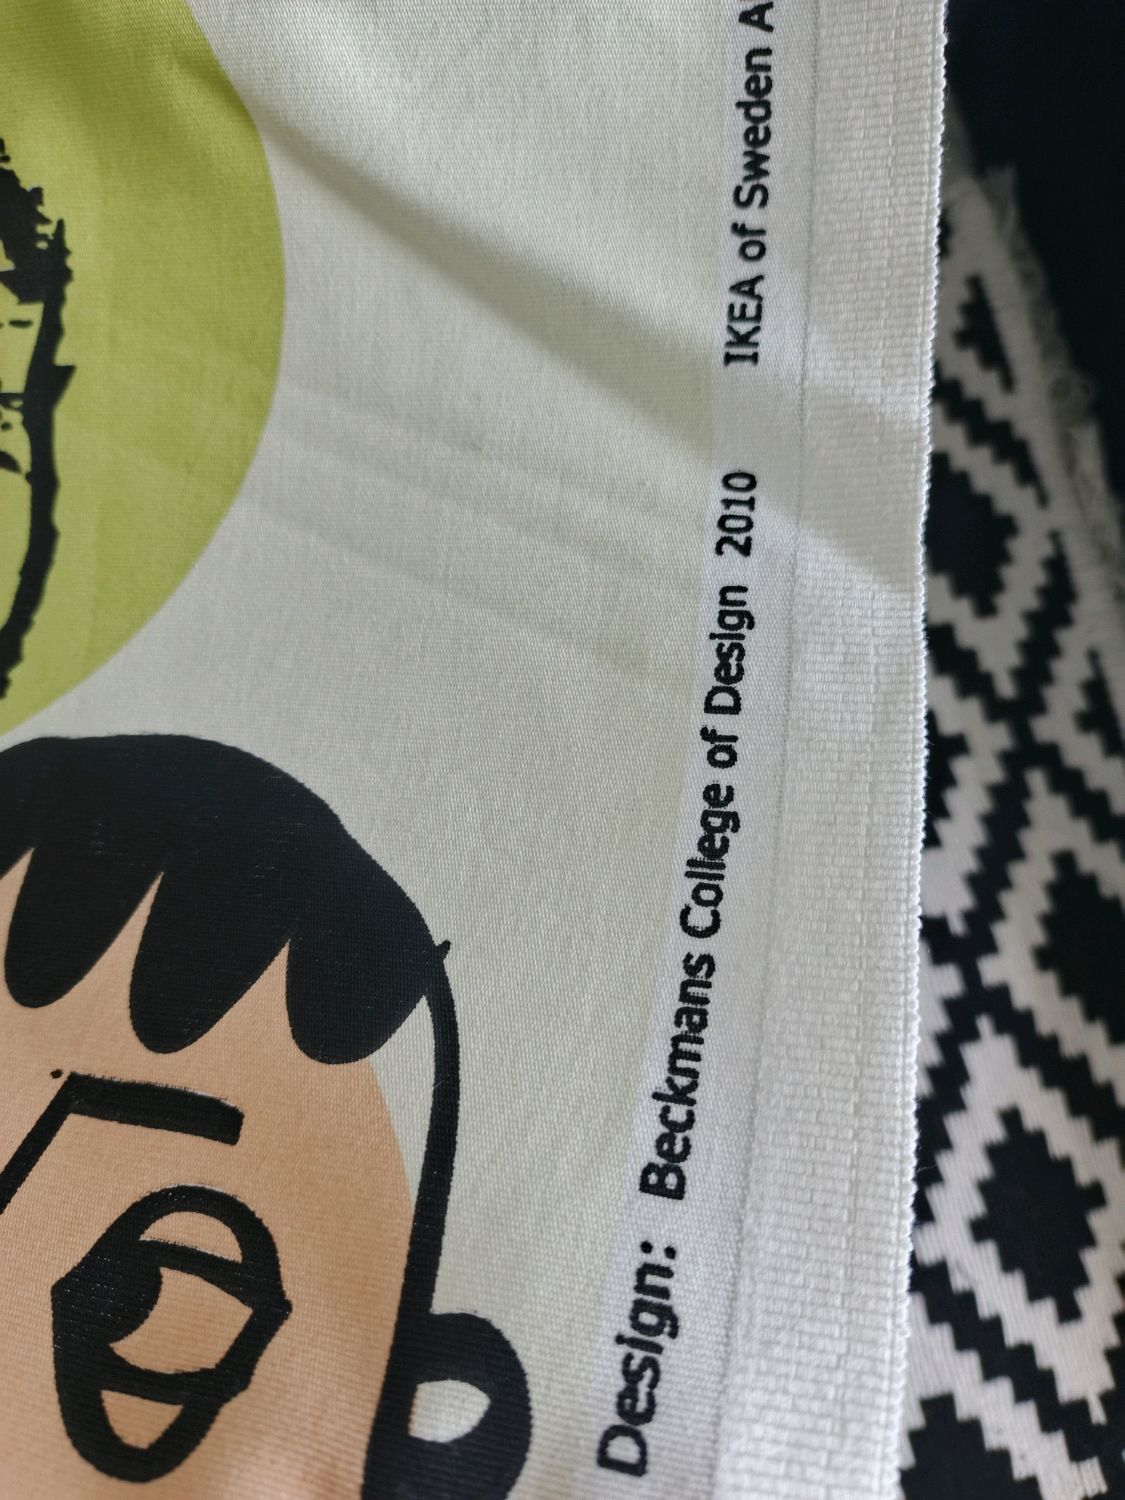 Design: Beckmans College of Design 2010 IKEA of Sweden A